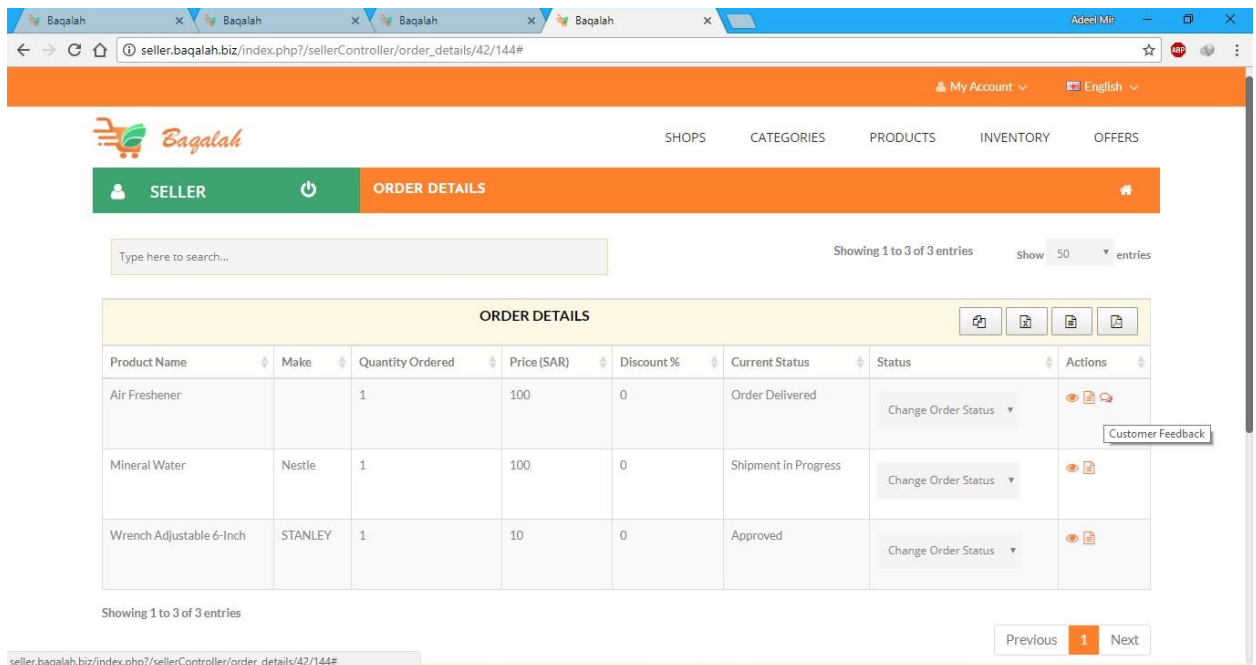 Baqalah
Baqalah
Baqalah
Baqalah
Adeel Mir
seller.baqalah.biz/index.php?/sellerController/order_details/42/144#
ABP
My Account
English
Baqalah
SHOPS CATEGORIES PRODUCTS INVENTORY OFFERS
SELLER
ORDER DETAILS
Type here to search...
Showing 1 to 3 of 3 entries
Show 50 entries
ORDER DETAILS
Product Name Make Quantity Ordered Price (SAR) Discount % Current Status Status Actions
Air Freshener 1 100 0 Order Delivered Change Order Status
Customer Feedback
Mineral Water Nestle 1 100 0 Shipment in Progress Change Order Status
Wrench Adjustable 6-Inch STANLEY 1 10 0 Approved Change Order Status
Showing 1 to 3 of 3 entries
Previous 1 Next
seller.baqalah.biz/index.php?/sellerController/order_details/42/144#